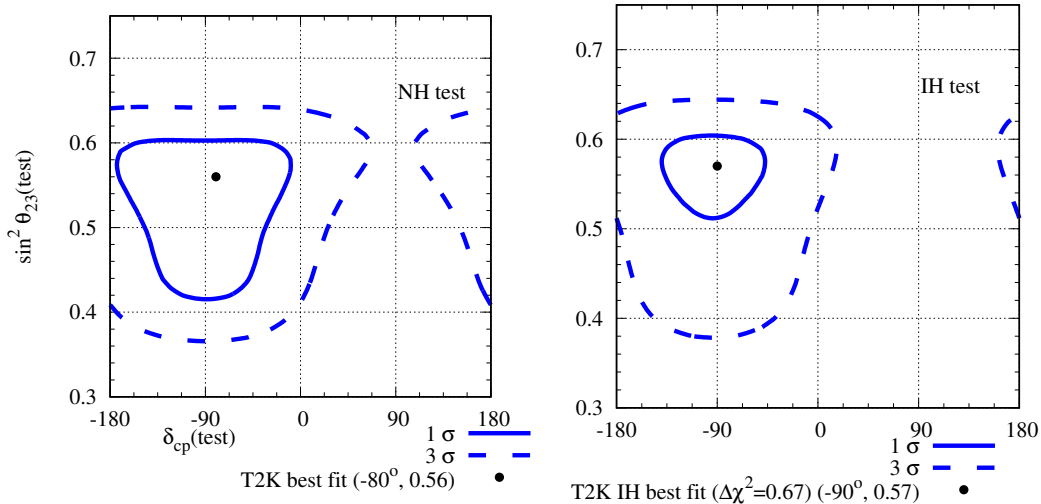 0.7
0.6
0.5
0.4
0.3
sin² θ₂₃(test)
NH test
-180
-90
0
90
180
δcp(test)
1 σ
3 σ
T2K best fit (-80°, 0.56)
0.7
0.6
0.5
0.4
0.3
IH test
-180
-90
0
90
180
1 σ
3 σ
T2K IH best fit (Δχ²=0.67) (-90°, 0.57)